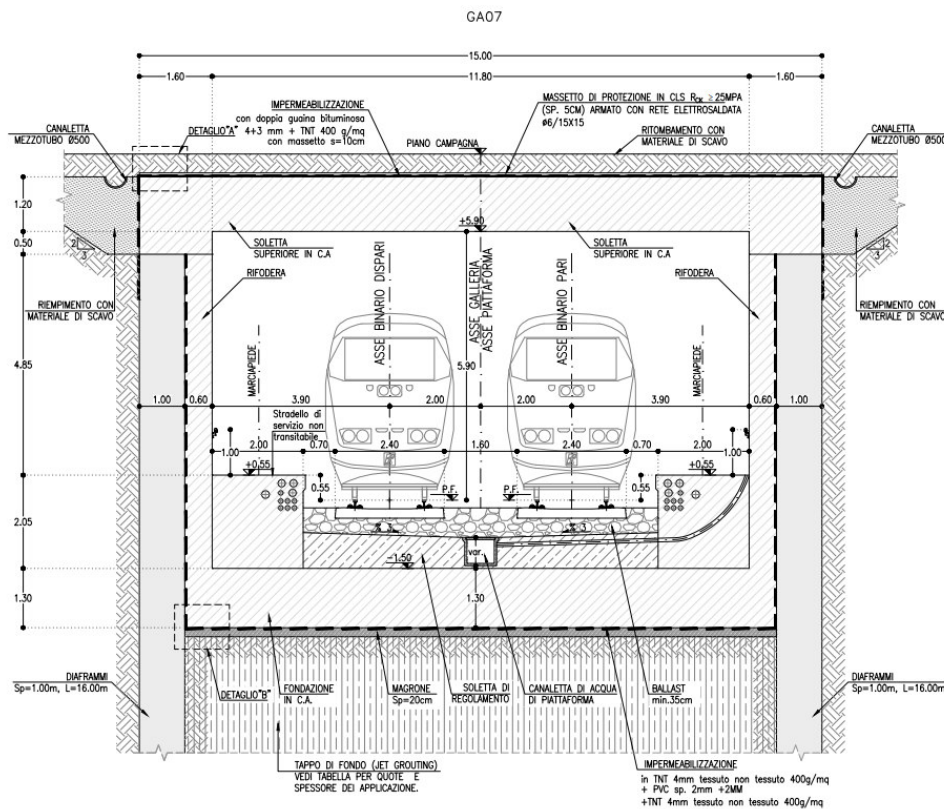 GA07
15.00
1.60
11.80
1.60
IMPERMEABILIZZAZIONE
con doppia guaina bituminosa
4+3 mm + TNT 400 g/mq
con massetto s=10cm
MASSETTO DI PROTEZIONE IN CLS RCK ≥25MPA
(SP. 5CM) ARMATO CON RETE ELETTROSALDATA
ø6/15X15
CANALETTA
MEZZOTUBO Ø500
DETAGLIO"A"
PIANO CAMPAGNA
RITOMBAMENTO CON
MATERIALE DI SCAVO
CANALETTA
MEZZOTUBO Ø500
1.20
0.50
4.85
2.05
1.30
2
3
2
3
+5.90
SOLETTA
SUPERIORE IN C.A
SOLETTA
SUPERIORE IN C.A
RIFODERA
RIFODERA
RIEMPIMENTO CON
MATERIALE DI SCAVO
RIEMPIMENTO CON
MATERIALE DI SCAVO
ASSE BINARIO DISPARI
ASSE GALLERIA
ASSE PIATTAFORMA
ASSE BINARIO PARI
MARCIAPIEDE
MARCIAPIEDE
5.90
1.00
0.60
3.90
2.00
2.00
3.90
0.60
1.00
Stradello di
servizio non
transitabile
2.00
0.70
2.40
1.60
2.40
0.70
2.00
1.00
1.00
+0.55
+0.55
0.55
0.55
P.F.
P.F.
% 3
% 3
var.
-1.50
1.30
DIAFRAMMI
Sp=1.00m, L=16.00m
DETAGLIO"B"
FONDAZIONE
IN C.A.
MAGRONE
Sp=20cm
SOLETTA DI
REGOLAMENTO
CANALETTA DI ACQUA
DI PIATTAFORMA
BALLAST
min.35cm
DIAFRAMMI
Sp=1.00m, L=16.00m
TAPPO DI FONDO (JET GROUTING)
VEDI TABELLA PER QUOTE E
SPESSORE DEI APPLICAZIONE.
IMPERMEABILIZZAZIONE
in TNT 4mm tessuto non tessuto 400g/mq
+ PVC sp. 2mm +2MM
+TNT 4mm tessuto non tessuto 400g/mq